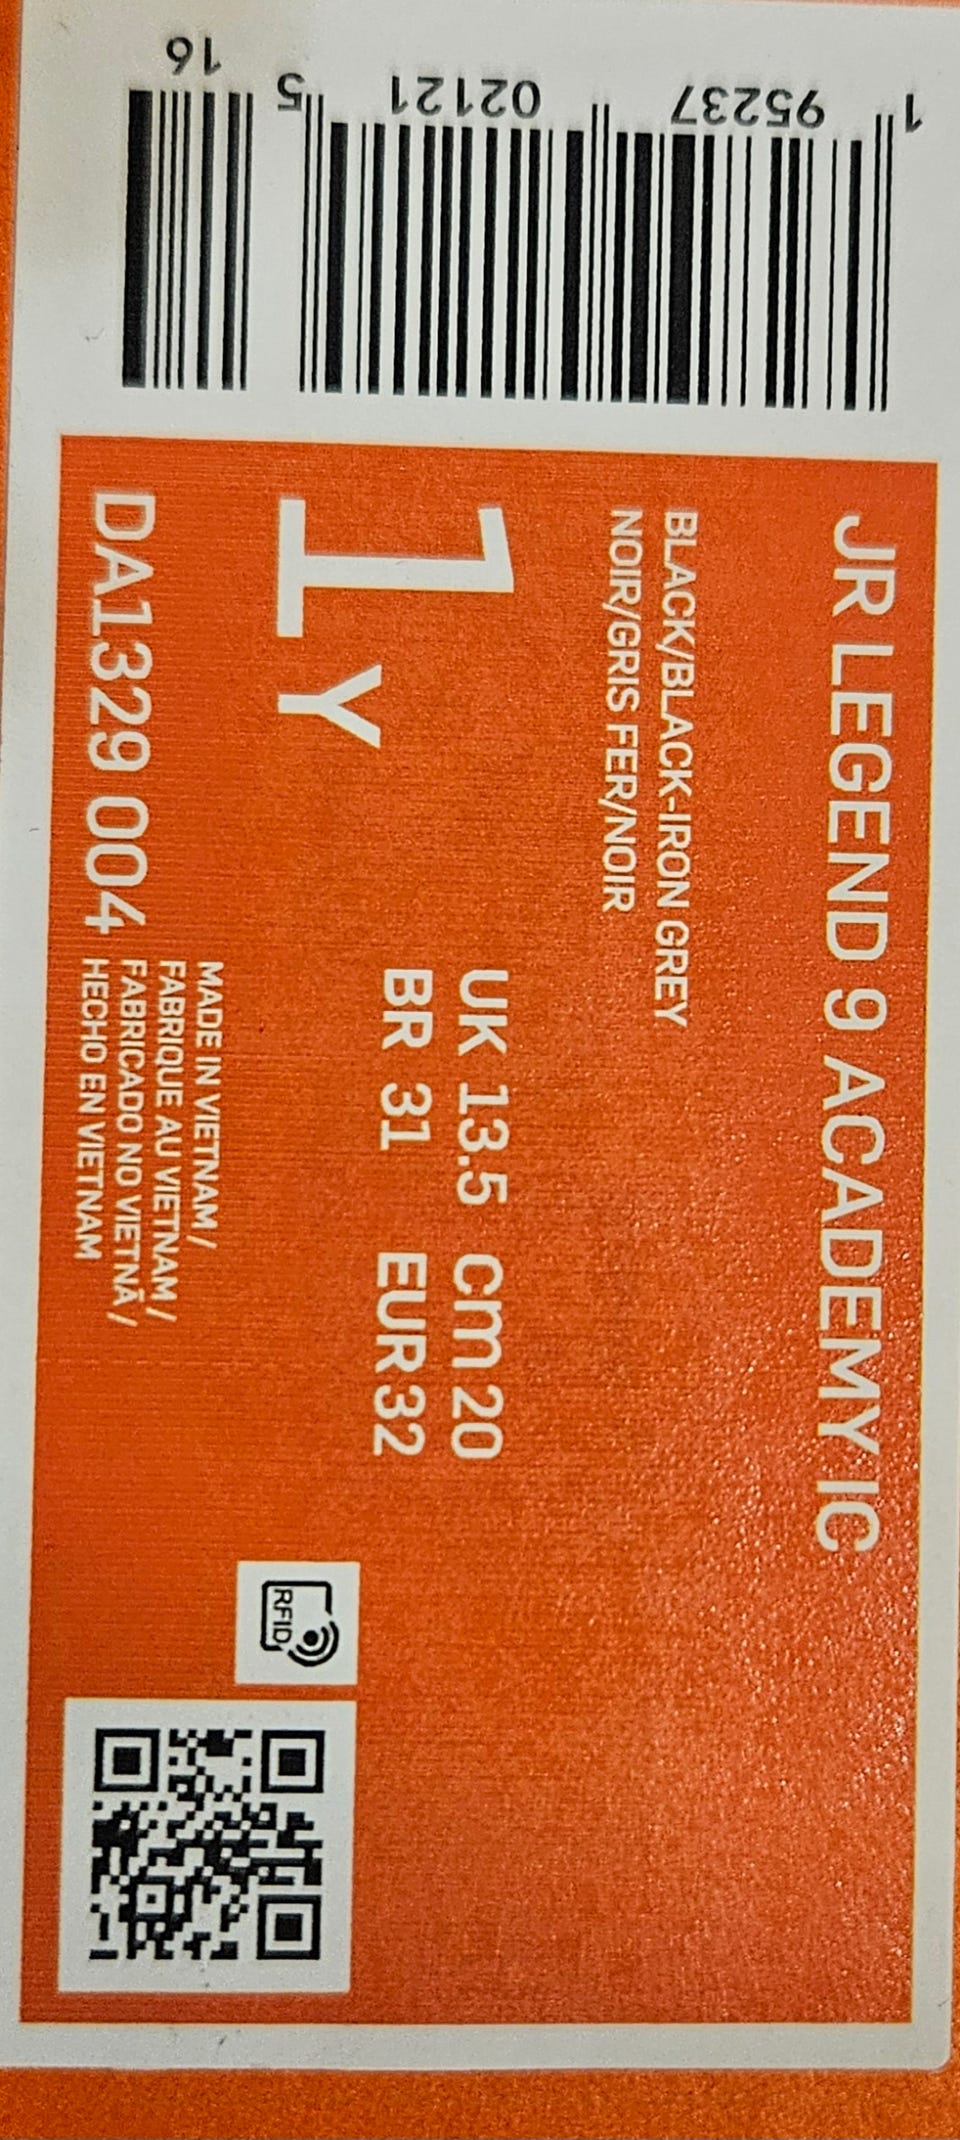 JR LEGEND 9 ACADEMY IC
BLACK/BLACK-IRON GREY
NOIR/GRIS FER/NOIR
1Y
UK 13.5 cm 20
BR 31 EUR 32
DA1329 004
MADE IN VIETNAM /
FABRIQUE AU VIETNAM /
FABRICADO NO VIETNÃ /
HECHO EN VIETNAM
RFID
1 95237 02121 5 16